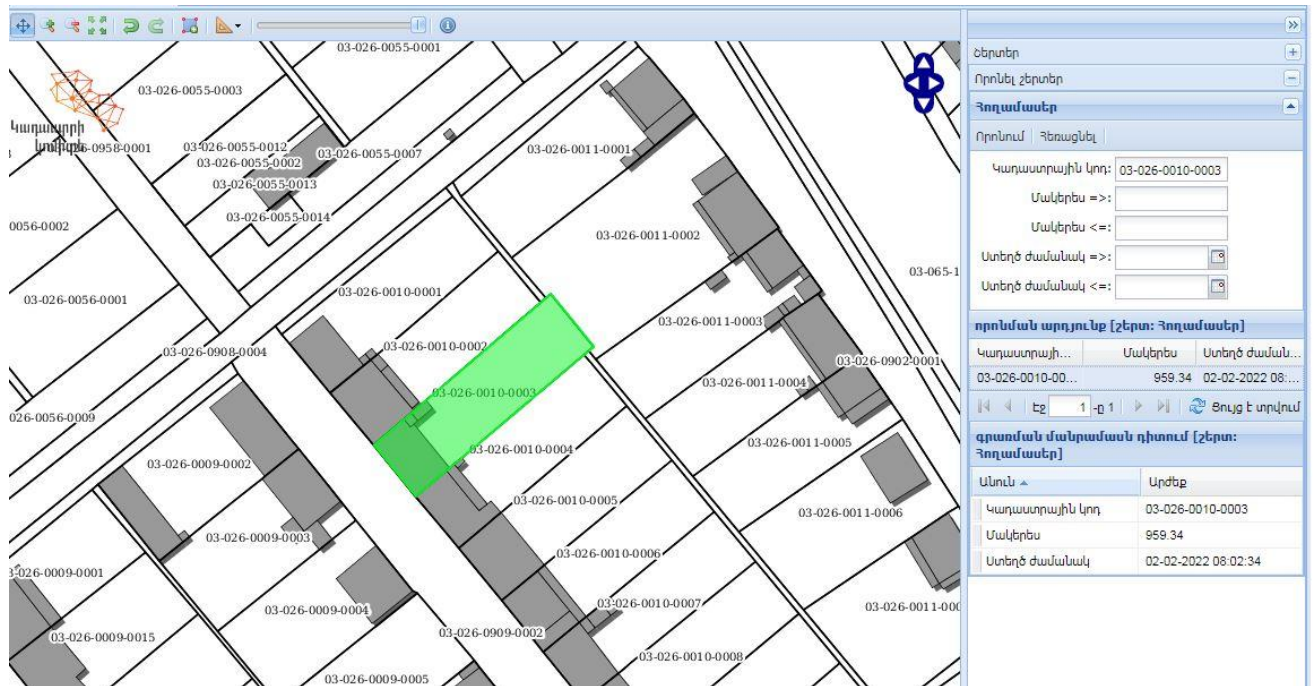 03-026-0055-0001
03-026-0055-0003
Կադաստրի
կոմիտե
03-026-0958-0001
03-026-0055-0012
03-026-0055-0002
03-026-0055-0007
03-026-0055-0013
03-026-0055-0014
03-026-0011-0001
0056-0002
03-026-0011-0002
03-065-1
03-026-0056-0001
03-026-0010-0001
03-026-0011-0003
03-026-0908-0004
03-026-0010-0002
03-026-0902-0001
03-026-0010-0003
03-026-0011-0004
026-0056-0009
03-026-0009-0002
03-026-0010-0004
03-026-0011-0005
03-026-0010-0005
03-026-0011-0006
03-026-0009-0003
03-026-0010-0006
3-026-0009-0001
03-026-0009-0004
03-026-0010-0007
03-026-0011-000
03-026-0009-0015
03-026-0909-0002
03-026-0010-0008
03-026-0009-0005
Շերտեր
Որոնել շերտեր
Հողամասեր
Որոնում Հեռացնել
Կադաստրային կոդ: 03-026-0010-0003
Մակերես =>:
Մակերես <=:
Ստեղծ ժամանակ =>:
Ստեղծ ժամանակ <=:
որոնման արդյունք [շերտ: Հողամասեր]
Կադաստրայի... Մակերես Ստեղծ ժաման...
03-026-0010-00... 959.34 02-02-2022 08:...
Էջ 1 -ը 1 Ցույց է տրվում
գրառման մանրամասն դիտում [շերտ:
Հողամասեր]
Անուն Արժեք
Կադաստրային կոդ 03-026-0010-0003
Մակերես 959.34
Ստեղծ ժամանակ 02-02-2022 08:02:34